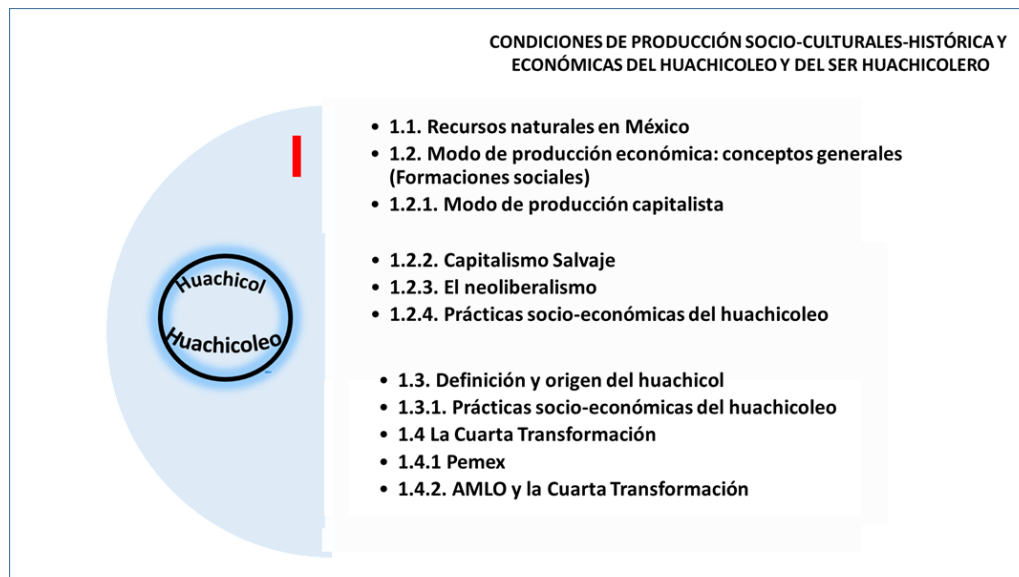 CONDICIONES DE PRODUCCIÓN SOCIO-CULTURALES-HISTÓRICA Y
ECONÓMICAS DEL HUACHICOLEO Y DEL SER HUACHICOLERO
I
• 1.1. Recursos naturales en México
• 1.2. Modo de producción económica: conceptos generales
(Formaciones sociales)
• 1.2.1. Modo de producción capitalista
• 1.2.2. Capitalismo Salvaje
• 1.2.3. El neoliberalismo
• 1.2.4. Prácticas socio-económicas del huachicoleo
Huachicol
Huachicoleo
• 1.3. Definición y origen del huachicol
• 1.3.1. Prácticas socio-económicas del huachicoleo
• 1.4 La Cuarta Transformación
• 1.4.1 Pemex
• 1.4.2. AMLO y la Cuarta Transformación